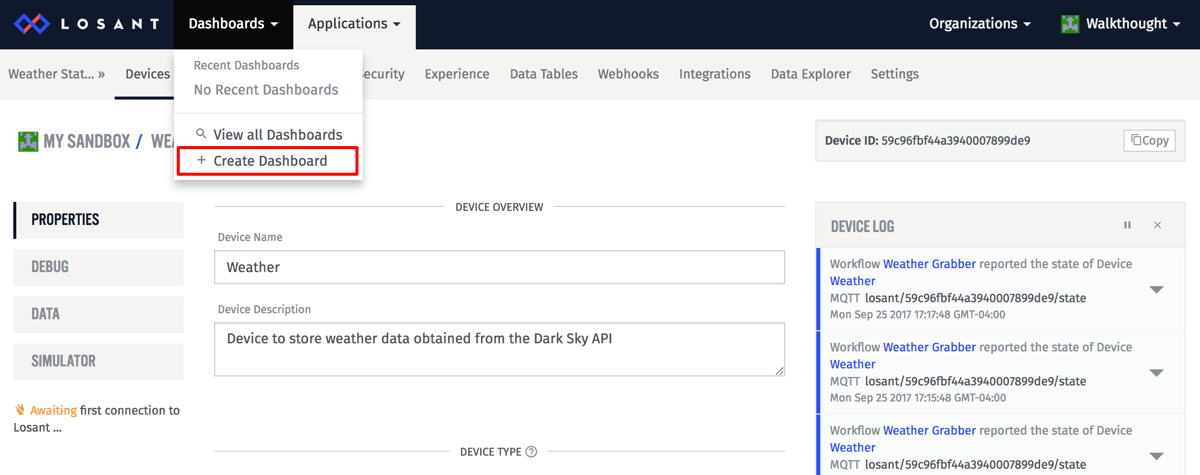 LOSANT
Dashboards
Applications
Organizations
Walkthought
Weather Stat... »
Devices
Experience
Data Tables
Webhooks
Integrations
Data Explorer
Settings
Recent Dashboards
No Recent Dashboards
View all Dashboards
+ Create Dashboard
MY SANDBOX /
Device ID: 59c96fbf44a3940007899de9
Copy
PROPERTIES
DEBUG
DATA
SIMULATOR
Awaiting first connection to
Losant ...
DEVICE OVERVIEW
Device Name
Weather
Device Description
Device to store weather data obtained from the Dark Sky API
DEVICE TYPE ?
DEVICE LOG
Workflow Weather Grabber reported the state of Device
Weather
MQTT losant/59c96fbf44a3940007899de9/state
Mon Sep 25 2017 17:17:48 GMT-04:00
Workflow Weather Grabber reported the state of Device
Weather
MQTT losant/59c96fbf44a3940007899de9/state
Mon Sep 25 2017 17:15:48 GMT-04:00
Workflow Weather Grabber reported the state of Device
Weather
MQTT losant/59c96fbf44a3940007899de9/state